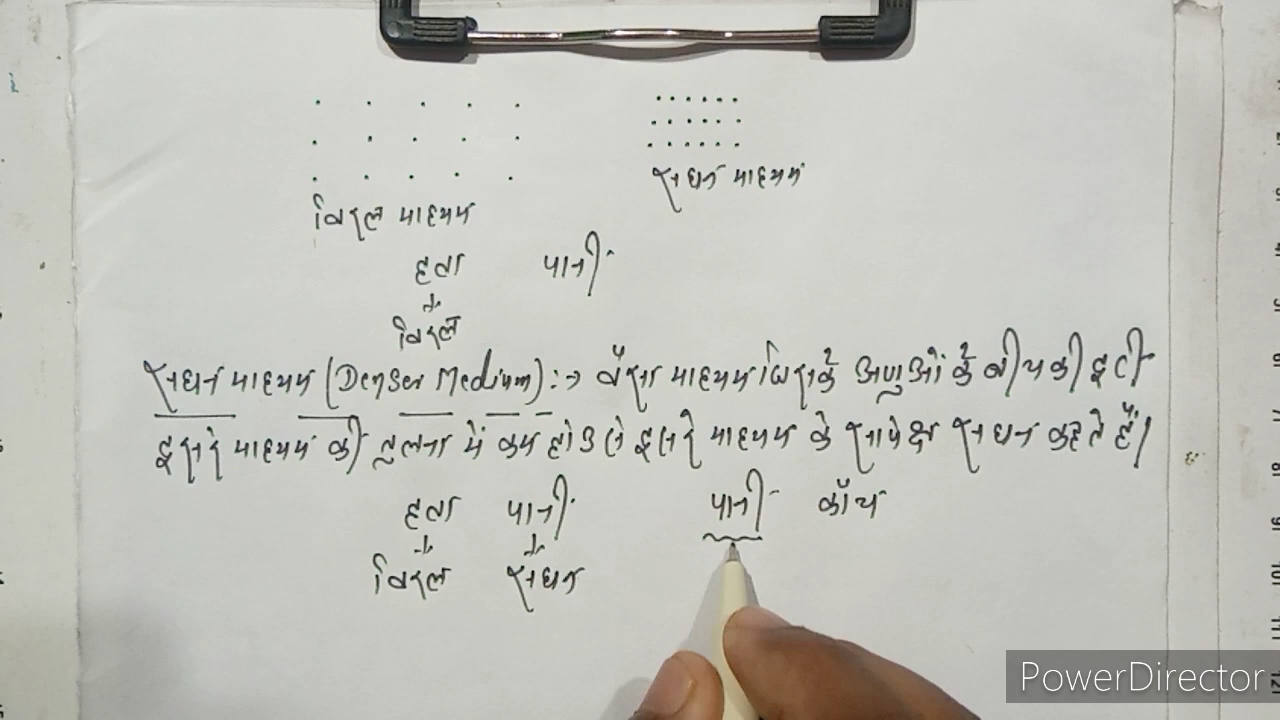 विरल माध्यम
सघन माध्यम
हवा पानी
विरल
सघन माध्यम (Denser Medium) :→ वैसा माध्यम जिसके अणुओं के बीच की दुरी
दुसरे माध्यम की तुलना में कम हो उसे दुसरे माध्यम के सापेक्ष सघन कहते हैं।
हवा पानी पानी काँच
विरल सघन
PowerDirector